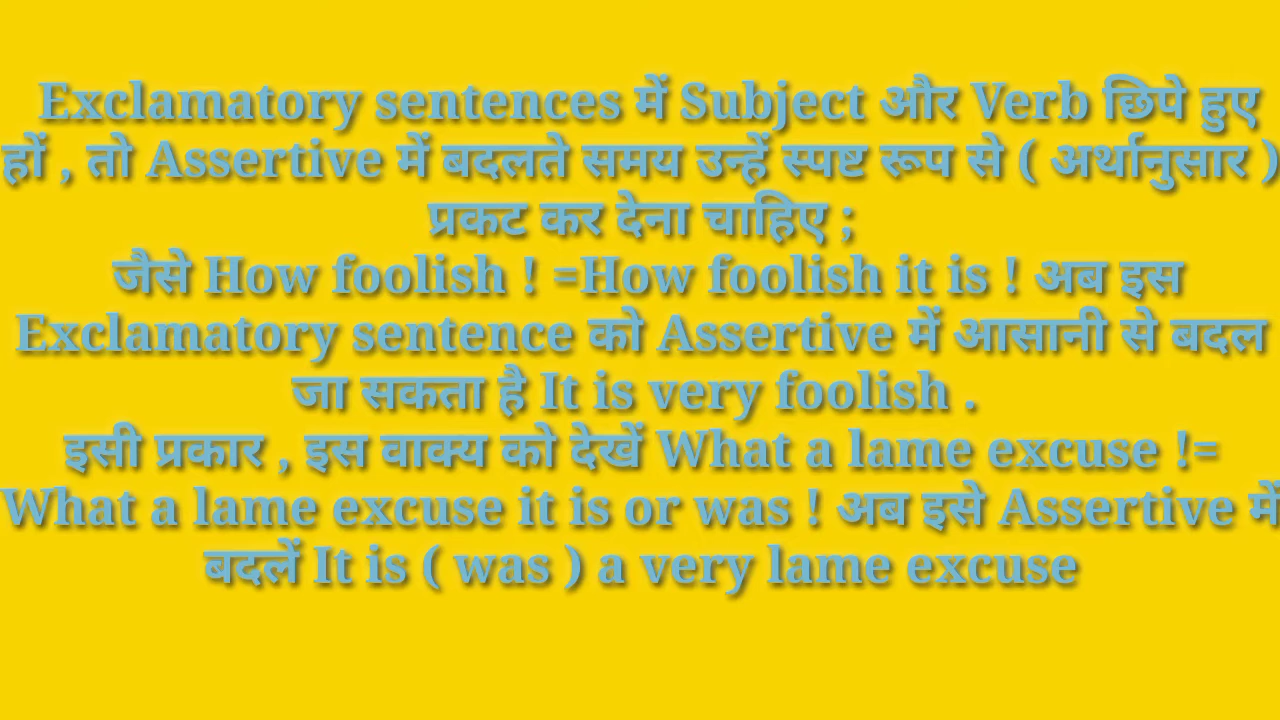 Exclamatory sentences में Subject और Verb छिपे हुए
हों , तो Assertive में बदलते समय उन्हें स्पष्ट रूप से ( अर्थानुसार )
प्रकट कर देना चाहिए ;
जैसे How foolish ! =How foolish it is ! अब इस
Exclamatory sentence को Assertive में आसानी से बदल
जा सकता है It is very foolish .
इसी प्रकार , इस वाक्य को देखें What a lame excuse !=
What a lame excuse it is or was ! अब इसे Assertive में
बदलें It is ( was ) a very lame excuse